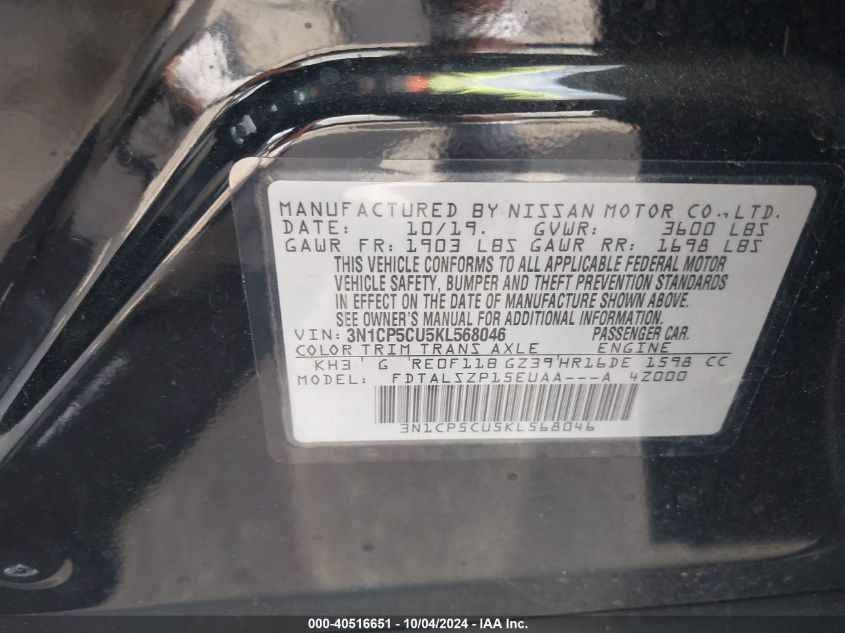 MANUFACTURED BY NISSAN MOTOR CO.,LTD.
DATE: 10/19. GVWR: 3600 LBS
GAWR FR: 1903 LBS GAWR RR: 1698 LBS
THIS VEHICLE CONFORMS TO ALL APPLICABLE FEDERAL MOTOR
VEHICLE SAFETY, BUMPER AND THEFT PREVENTION STANDARDS
IN EFFECT ON THE DATE OF MANUFACTURE SHOWN ABOVE.
SEE OWNER'S MANUAL FOR ADDITIONAL INFORMATION.
VIN: 3N1CP5CU5KL568046 PASSENGER CAR.
COLOR TRIM TRANS AXLE ENGINE
KH3 G RE0F11B GZ39 HR16DE 1598 CC
MODEL: FDTALSZP15EUAA---A 4Z000
3N1CP5CU5KL568046
000-40516651 - 10/04/2024 - IAA Inc.